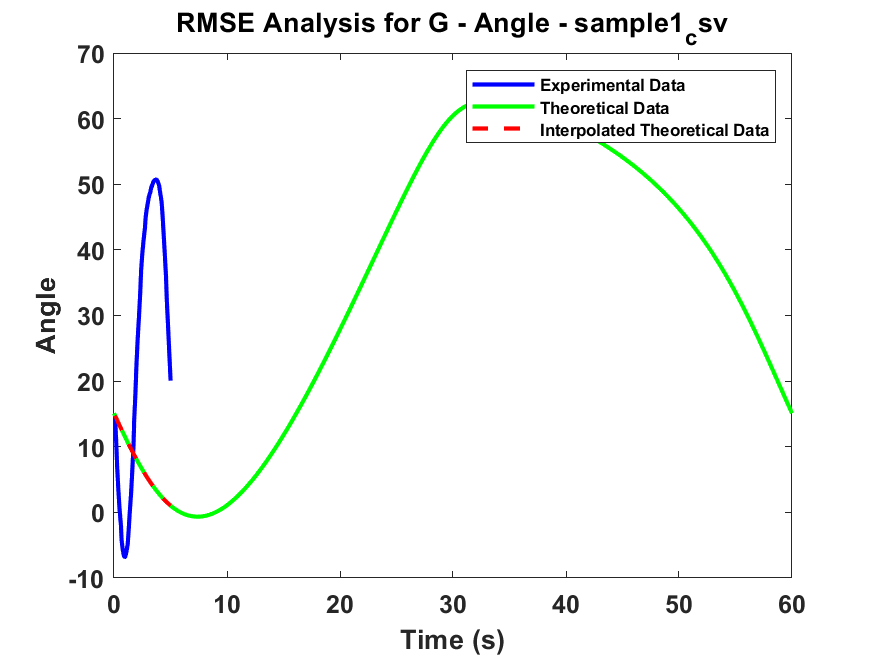 RMSE Analysis for G - Angle - sample1_csv
Experimental Data
Theoretical Data
Interpolated Theoretical Data
70
60
50
40
30
20
10
0
-10
Angle
0 10 20 30 40 50 60
Time (s)